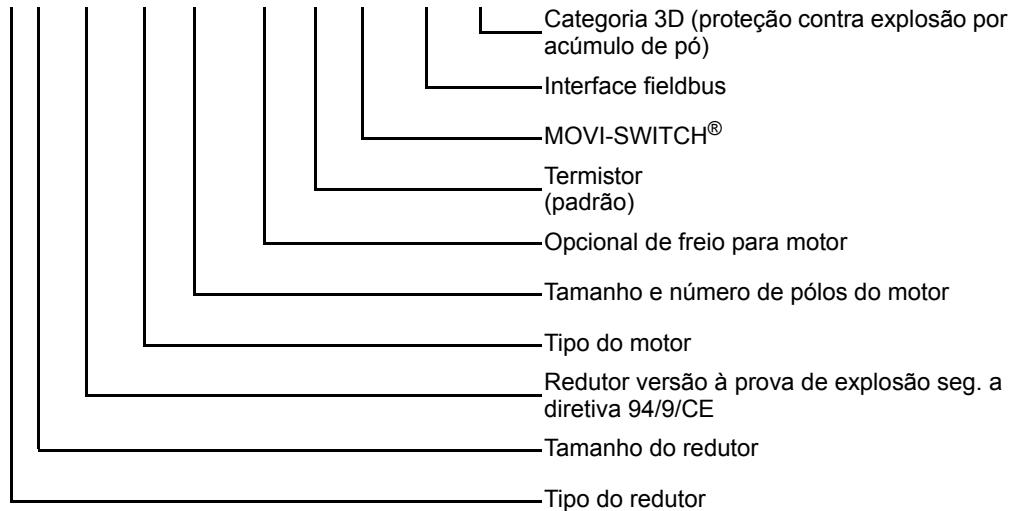 Categoria 3D (proteção contra explosão por
acúmulo de pó)
Interface fieldbus
MOVI-SWITCH®
Termistor
(padrão)
Opcional de freio para motor
Tamanho e número de pólos do motor
Tipo do motor
Redutor versão à prova de explosão seg. a
diretiva 94/9/CE
Tamanho do redutor
Tipo do redutor